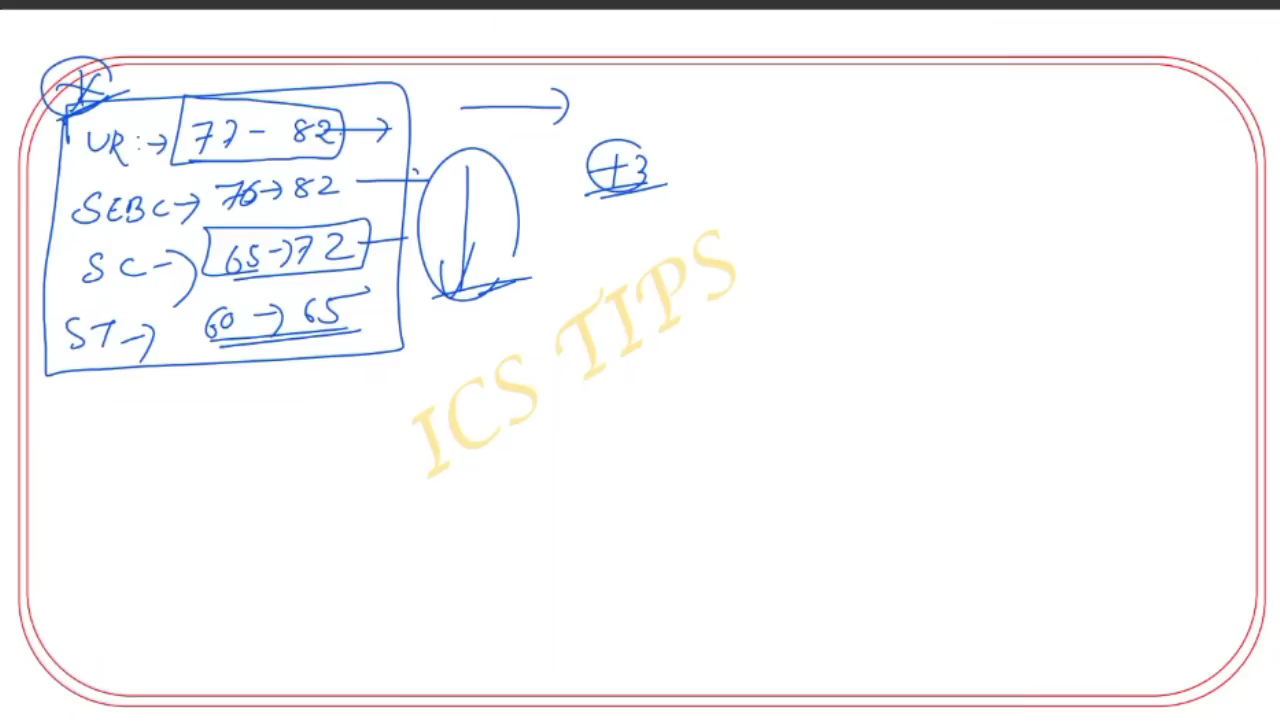 UR:→ 77 - 82 →
SEBC → 76→82
SC → 65→72
ST → 60 → 65
+3
ICS TIPS